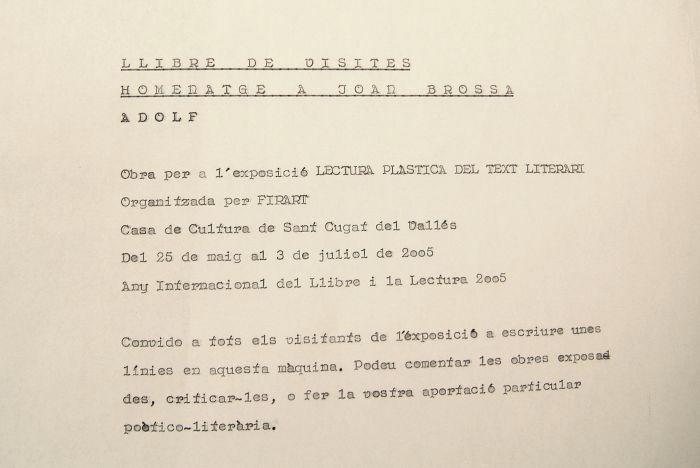 LLIBRE DE VISITES
HOMENATGE A JOAN BROSSA
ADOLF
Obra per a l'exposició LECTURA PLASTICA DEL TEXT LITERARI
Organitzada per FIRART
Casa de Cultura de Sant Cugat del Vallés
Del 25 de maig al 3 de juliol de 2005
Any Internacional del Llibre i la Lectura 2005
Convido a tots els visitants de l'exposició a escriure unes
línies en aquesta màquina. Podeu comentar les obres exposad
des, criticar-les, o fer la vostra aportació particular
poètico-literària.